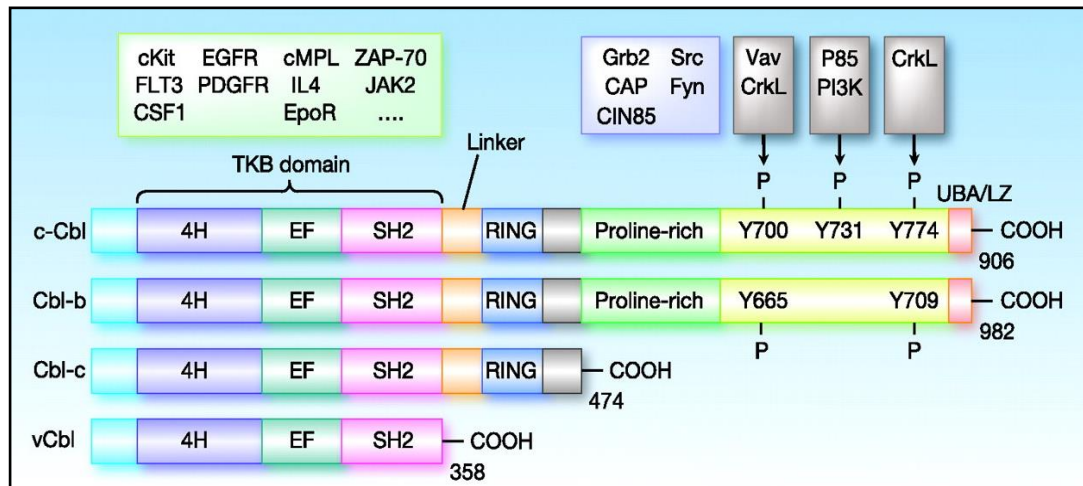 cKit EGFR cMPL ZAP-70
FLT3 PDGFR IL4 JAK2
CSF1 EpoR ....
Grb2 Src
CAP Fyn
CIN85
Vav
CrkL
P85
PI3K
CrkL
Linker
TKB domain
P P P
UBA/LZ
c-Cbl 4H EF SH2 RING Proline-rich Y700 Y731 Y774 COOH
906
Cbl-b 4H EF SH2 RING Proline-rich Y665 Y709 COOH
982
P P
Cbl-c 4H EF SH2 RING COOH
474
vCbl 4H EF SH2 COOH
358